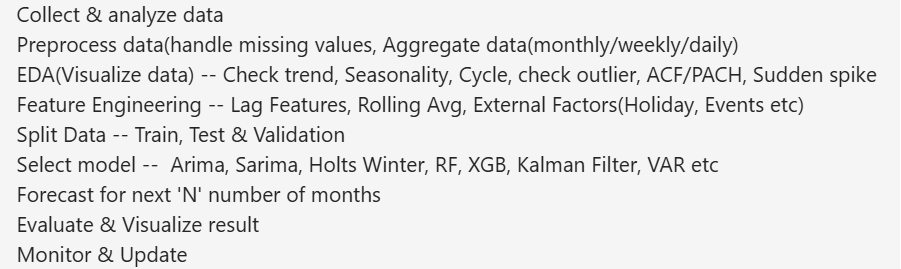 Collect & analyze data
Preprocess data(handle missing values, Aggregate data(monthly/weekly/daily)
EDA(Visualize data) -- Check trend, Seasonality, Cycle, check outlier, ACF/PACH, Sudden spike
Feature Engineering -- Lag Features, Rolling Avg, External Factors(Holiday, Events etc)
Split Data -- Train, Test & Validation
Select model --  Arima, Sarima, Holts Winter, RF, XGB, Kalman Filter, VAR etc
Forecast for next 'N' number of months
Evaluate & Visualize result
Monitor & Update